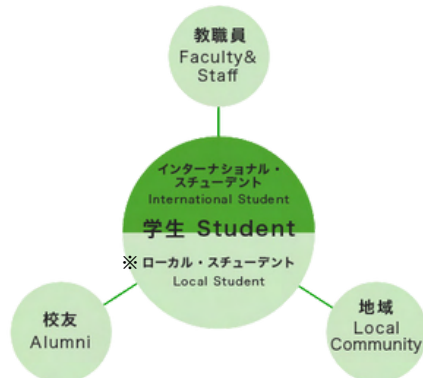 教職員
Faculty&
Staff
インターナショナル・
スチューデント
International Student
学生 Student
※ ローカル・スチューデント
Local Student
校友
Alumni
地域
Local
Community